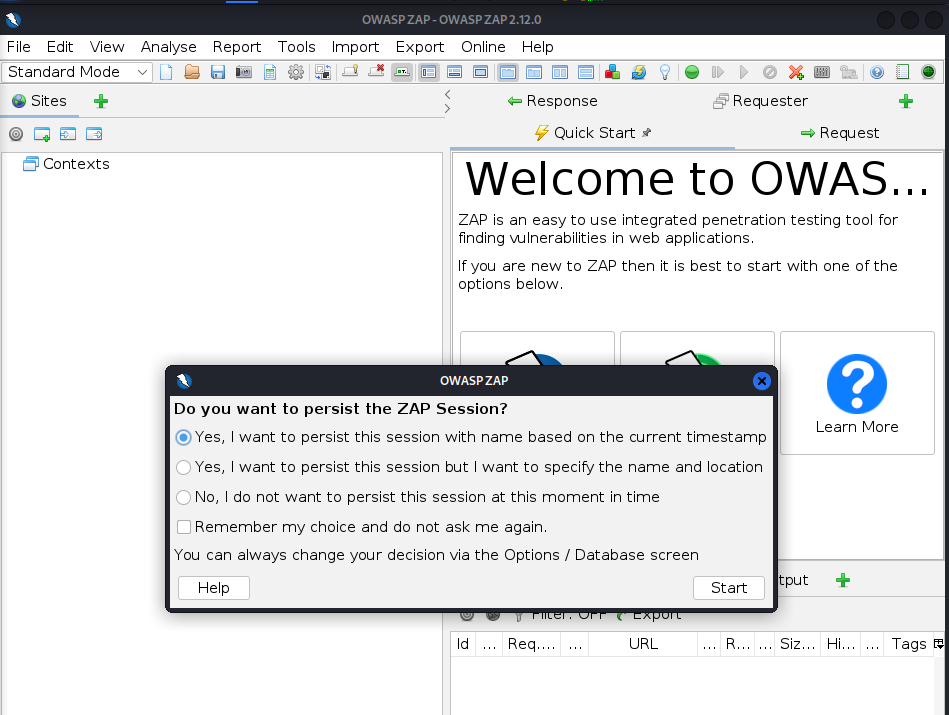 OWASP ZAP - OWASP ZAP 2.12.0
File Edit View Analyse Report Tools Import Export Online Help
Standard Mode
Sites
Response Requester
Quick Start Request
Contexts
Welcome to OWAS...
ZAP is an easy to use integrated penetration testing tool for
finding vulnerabilities in web applications.
If you are new to ZAP then it is best to start with one of the
options below.
Learn More
OWASP ZAP
Do you want to persist the ZAP Session?
Yes, I want to persist this session with name based on the current timestamp
Yes, I want to persist this session but I want to specify the name and location
No, I do not want to persist this session at this moment in time
Remember my choice and do not ask me again.
You can always change your decision via the Options / Database screen
Help Start
tput
Filter: OFF Export
Id ... Req.... ... URL ... R... ... Siz... Hi... ... Tags